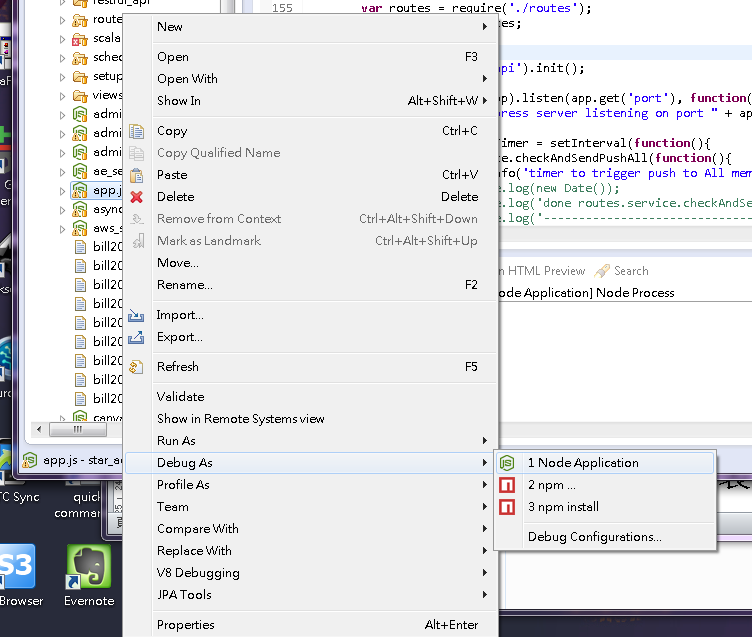 restful_api
route
scala
sched
setup
views
admi
admi
admi
ae_se
app.j
async
aws_s
bill20
bill20
bill20
bill20
bill20
bill20
bill20
bill20
bill20
canva
app.js - star_a
155 var routes = require('./routes');
es;
pi').init();
p).listen(app.get('port'), function(
press server listening on port " + ap
timer = setInterval(function(){
e.checkAndSendPushAll(function(){
nfo('timer to trigger push to All mem
e.log(new Date());
e.log('done routes.service.checkAndSe
e.log('--------------------------------
n HTML Preview Search
ode Application] Node Process
New
Open F3
Open With
Show In Alt+Shift+W
Copy Ctrl+C
Copy Qualified Name
Paste Ctrl+V
Delete Delete
Remove from Context Ctrl+Alt+Shift+Down
Mark as Landmark Ctrl+Alt+Shift+Up
Move...
Rename... F2
Import...
Export...
Refresh F5
Validate
Show in Remote Systems view
Run As
Debug As
Profile As
Team
Compare With
Replace With
V8 Debugging
JPA Tools
Properties Alt+Enter
1 Node Application
2 npm ...
3 npm install
Debug Configurations...
TC Sync
quick
comman
S3
Browser
Evernote